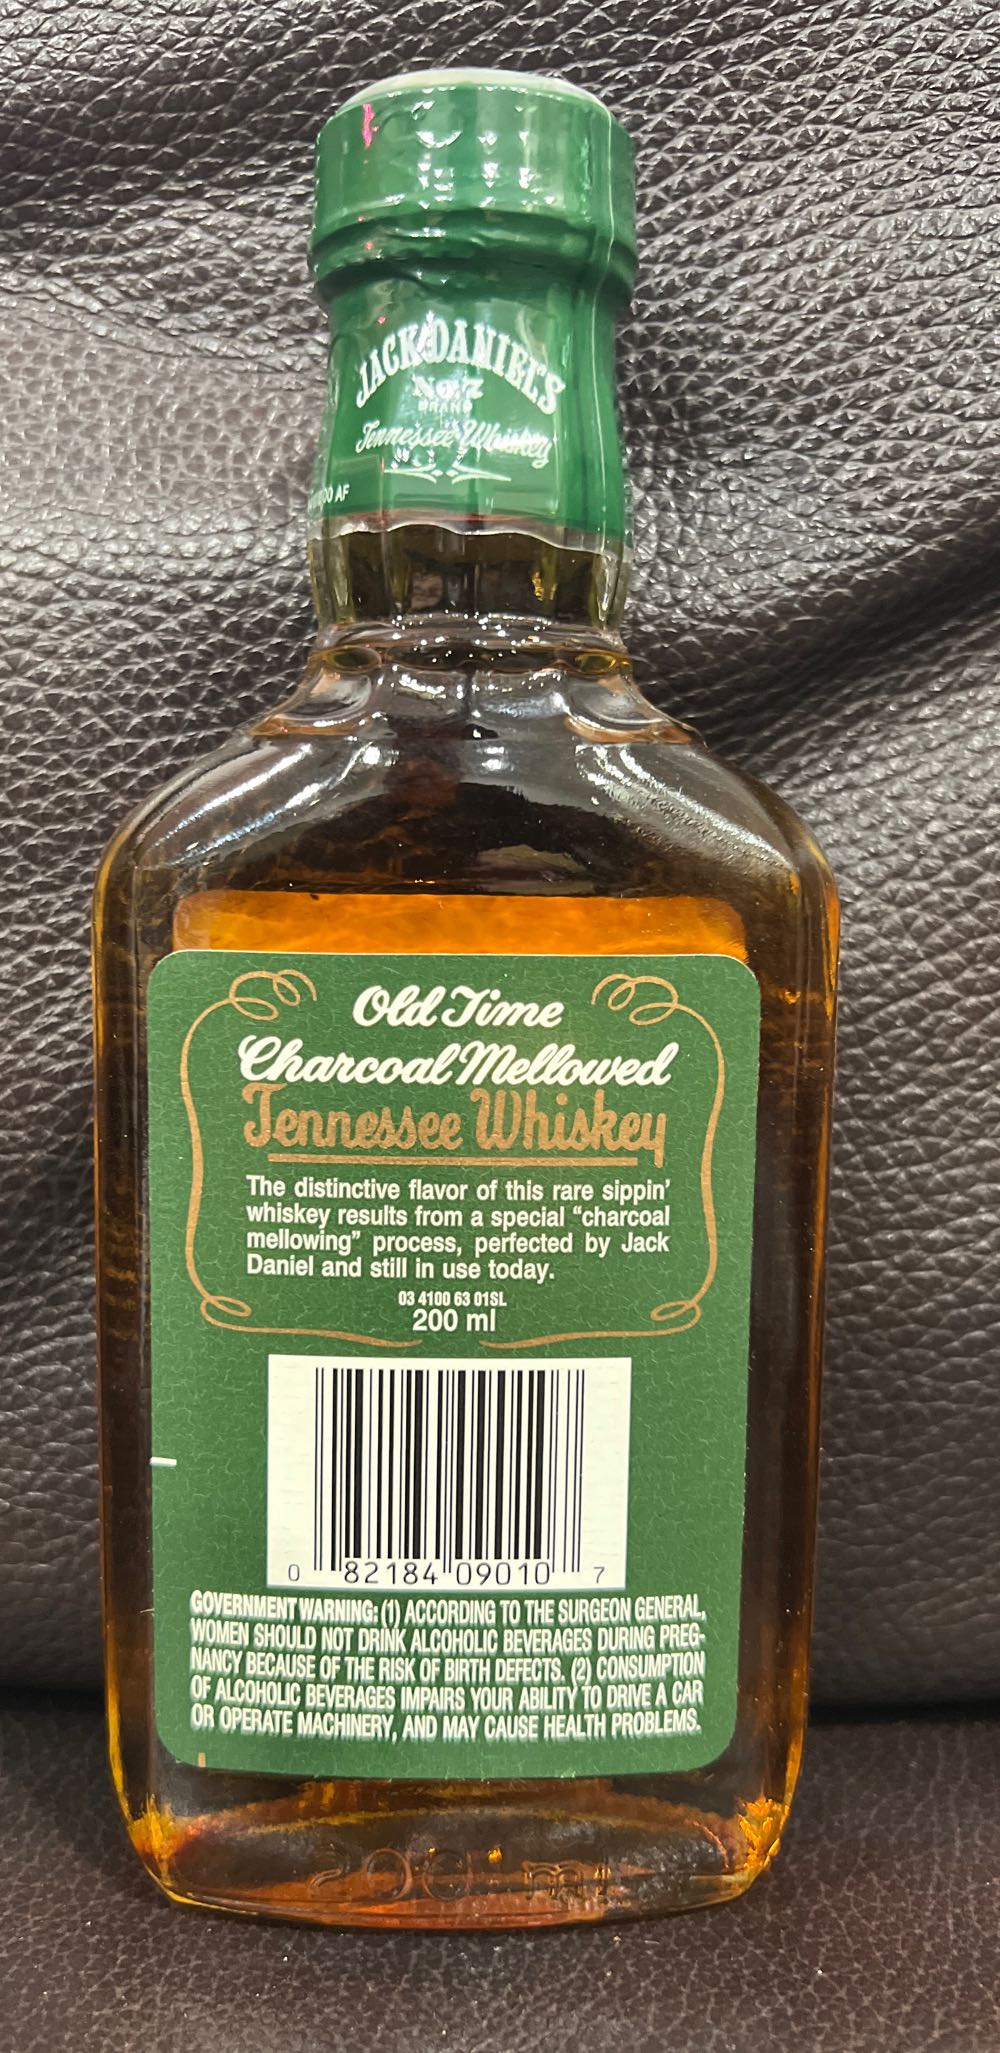 JACK DANIEL'S
No. 7
BRAND
Tennessee Whiskey
00 AF
Old Time
Charcoal Mellowed
Tennessee Whiskey
The distinctive flavor of this rare sippin'
whiskey results from a special “charcoal
mellowing” process, perfected by Jack
Daniel and still in use today.
03 4100 63 01SL
200 ml
0 82184 09010 7
GOVERNMENT WARNING: (1) ACCORDING TO THE SURGEON GENERAL,
WOMEN SHOULD NOT DRINK ALCOHOLIC BEVERAGES DURING PREG-
NANCY BECAUSE OF THE RISK OF BIRTH DEFECTS. (2) CONSUMPTION
OF ALCOHOLIC BEVERAGES IMPAIRS YOUR ABILITY TO DRIVE A CAR
OR OPERATE MACHINERY, AND MAY CAUSE HEALTH PROBLEMS.
200 ml